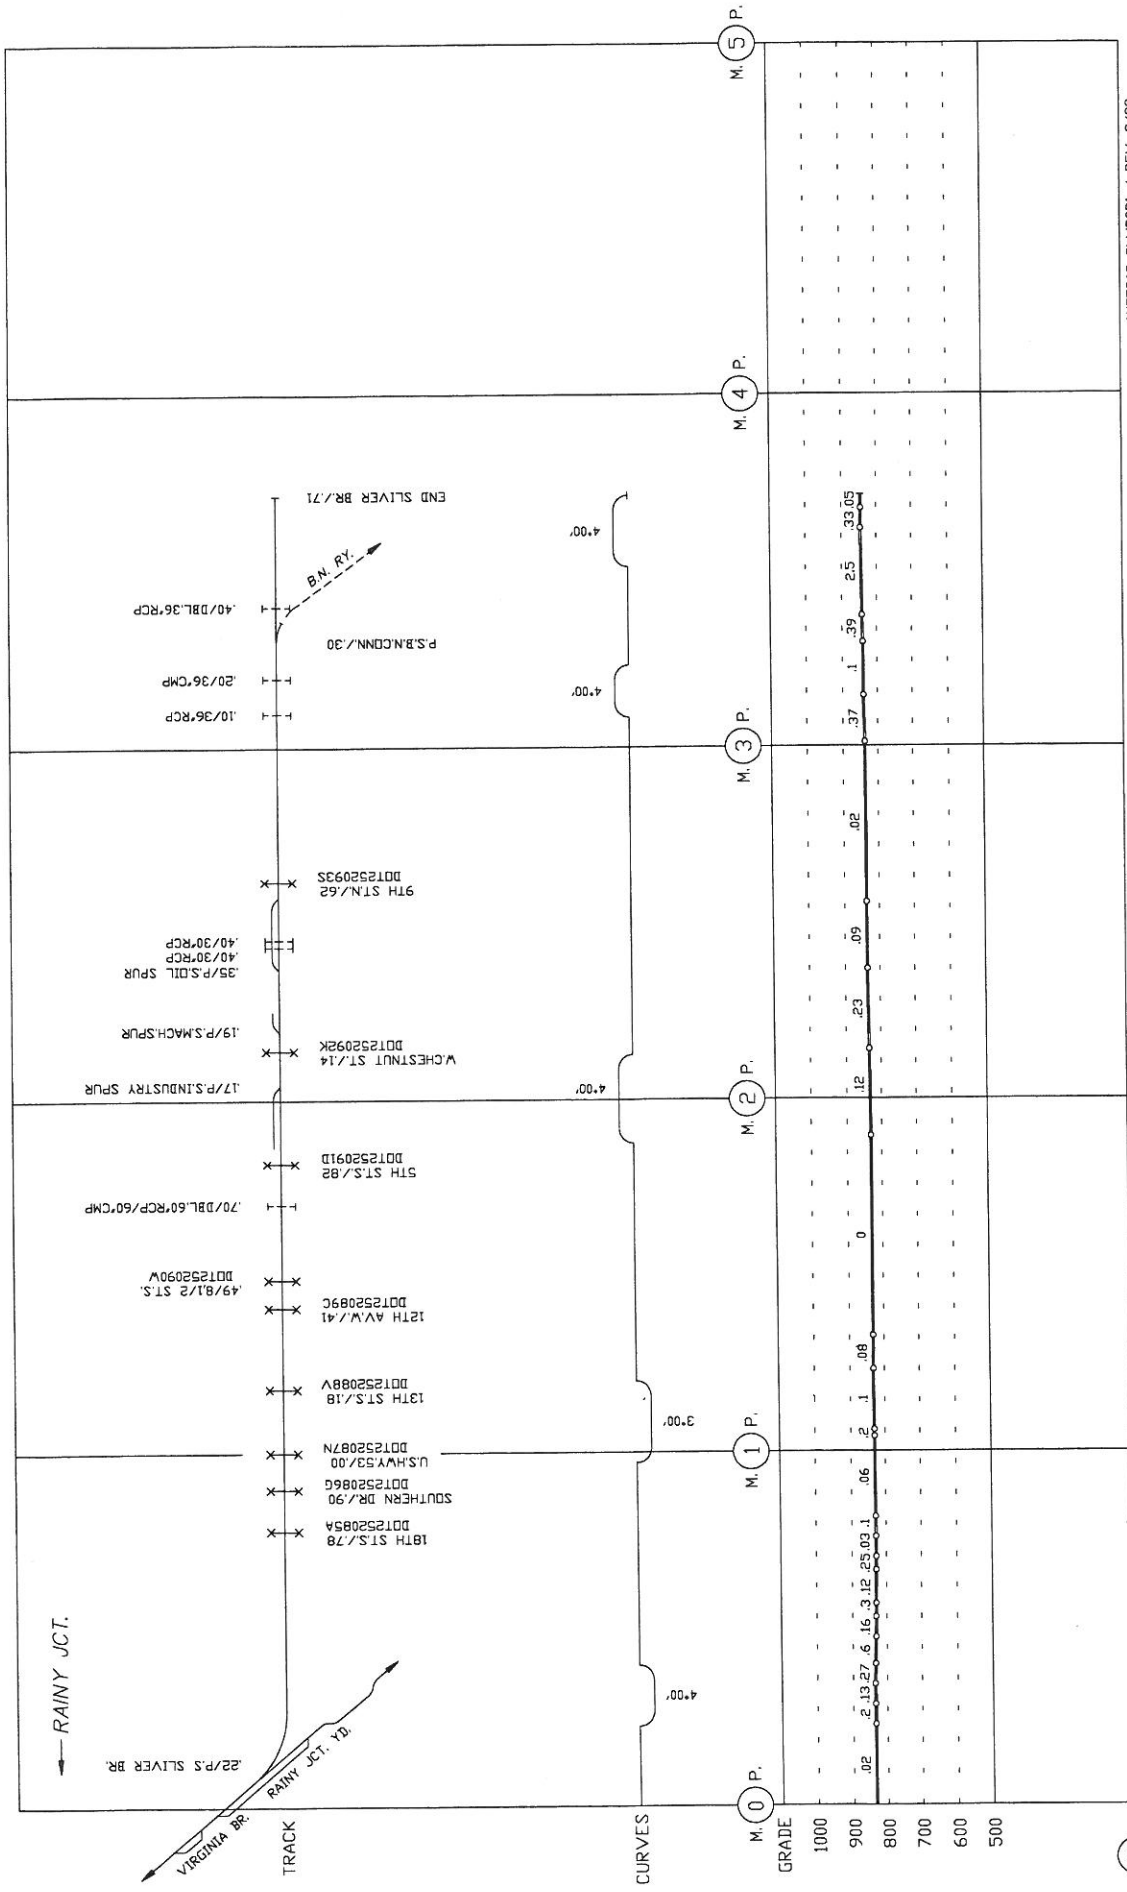 ← RAINY JCT.
.22/P.S SLIVER BR.
VIRGINIA BR.
RAINY JCT. YD.
TRACK
18TH ST.S./.78
DOT252085A
SOUTHERN DR./.90
DOT252086G
U.S.HWY.53/.00
DOT252087N
13TH ST.S./.18
DOT252088V
12TH AV.W./.41
DOT252089C
.49/8,1/2 ST.S.
DOT252090W
.70/DBL.60"RCP/60"CMP
5TH ST.S./.82
DOT252091D
.17/P.S.INDUSTRY SPUR
W.CHESTNUT ST./.14
DOT252092K
.19/P.S.MACH.SPUR
.35/P.S.OIL SPUR
.40/30"RCP
.40/30"RCP
9TH ST.N./.62
DOT252093S
.10/36"RCP
.20/36"CMP
P.S.B.N.CONN./.30
.40/DBL.36"RCP
B.N. RY.
END SLIVER BR./.71
CURVES
4°00'
3°00'
4°00'
4°00'
4°00'
M. 0 P.
M. 1 P.
M. 2 P.
M. 3 P.
M. 4 P.
M. 5 P.
GRADE
1000
900
800
700
600
500
.02 .2 .13 .27 .6 .16 .3 .12 .25 .03 .1 .06 .2 .1 .08 0 .12 .23 .09 .02 .37 .1 .39 2.5 .33 .05